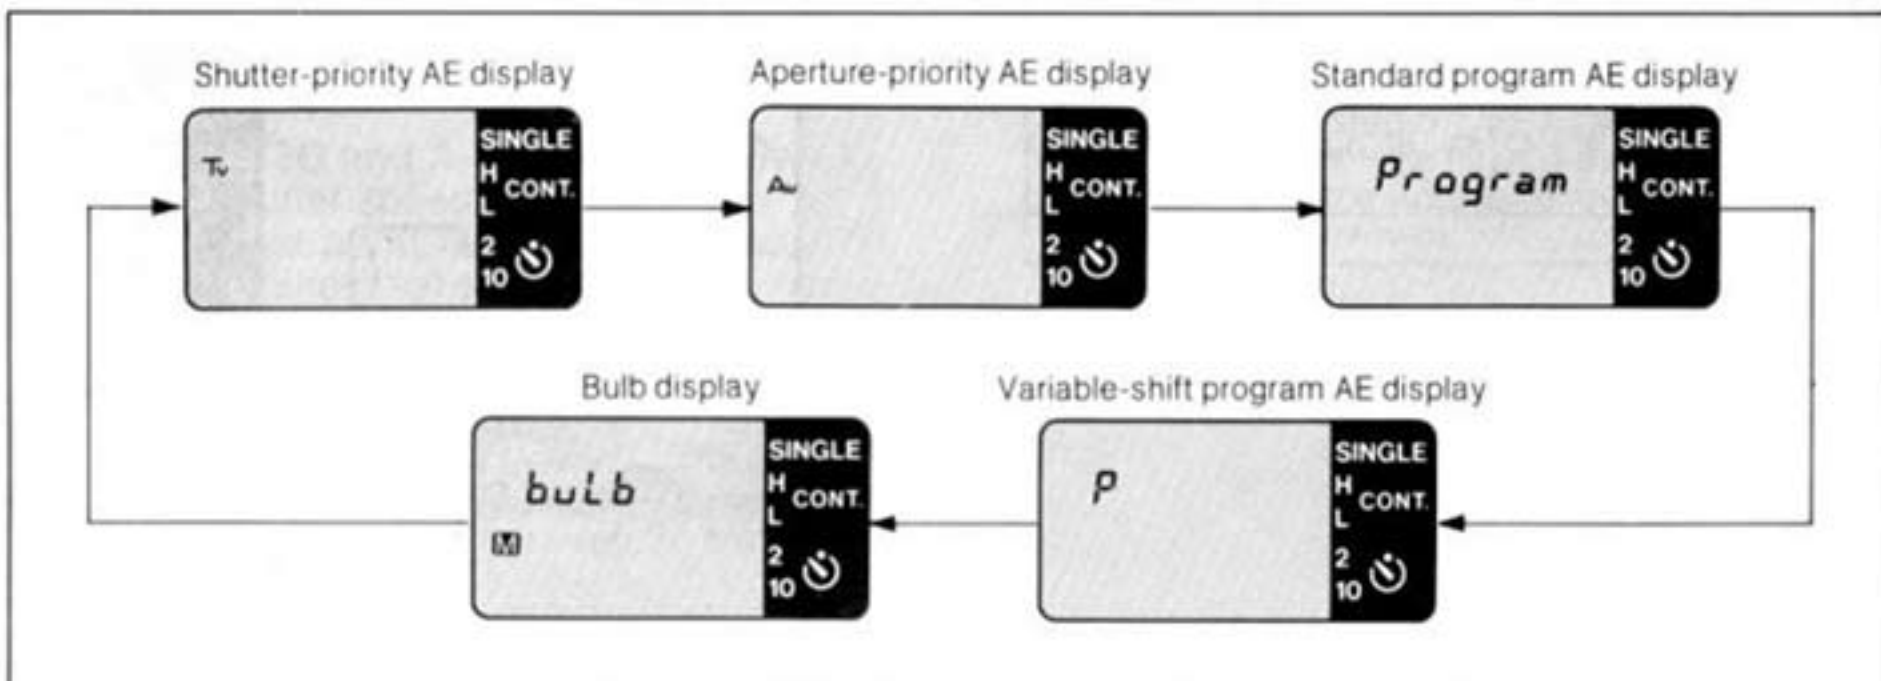 Shutter-priority AE display
Tv
SINGLE
H
CONT.
L
2
10
Aperture-priority AE display
Av
SINGLE
H
CONT.
L
2
10
Standard program AE display
Program
SINGLE
H
CONT.
L
2
10
Bulb display
buLb
M
SINGLE
H
CONT.
L
2
10
Variable-shift program AE display
P
SINGLE
H
CONT.
L
2
10